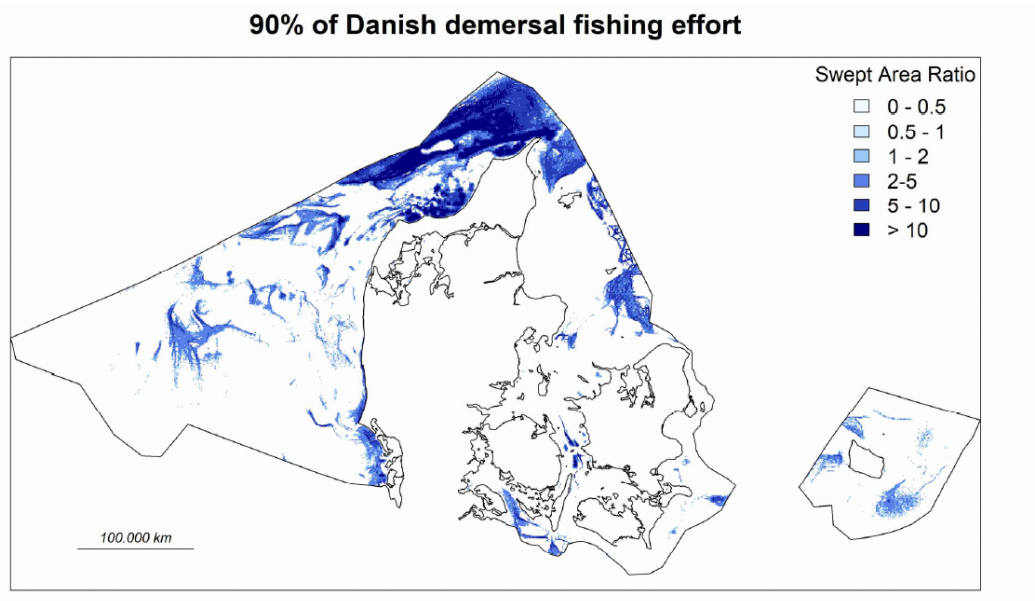 90% of Danish demersal fishing effort
Swept Area Ratio
0 - 0.5
0.5 - 1
1 - 2
2-5
5 - 10
> 10
100.000 km